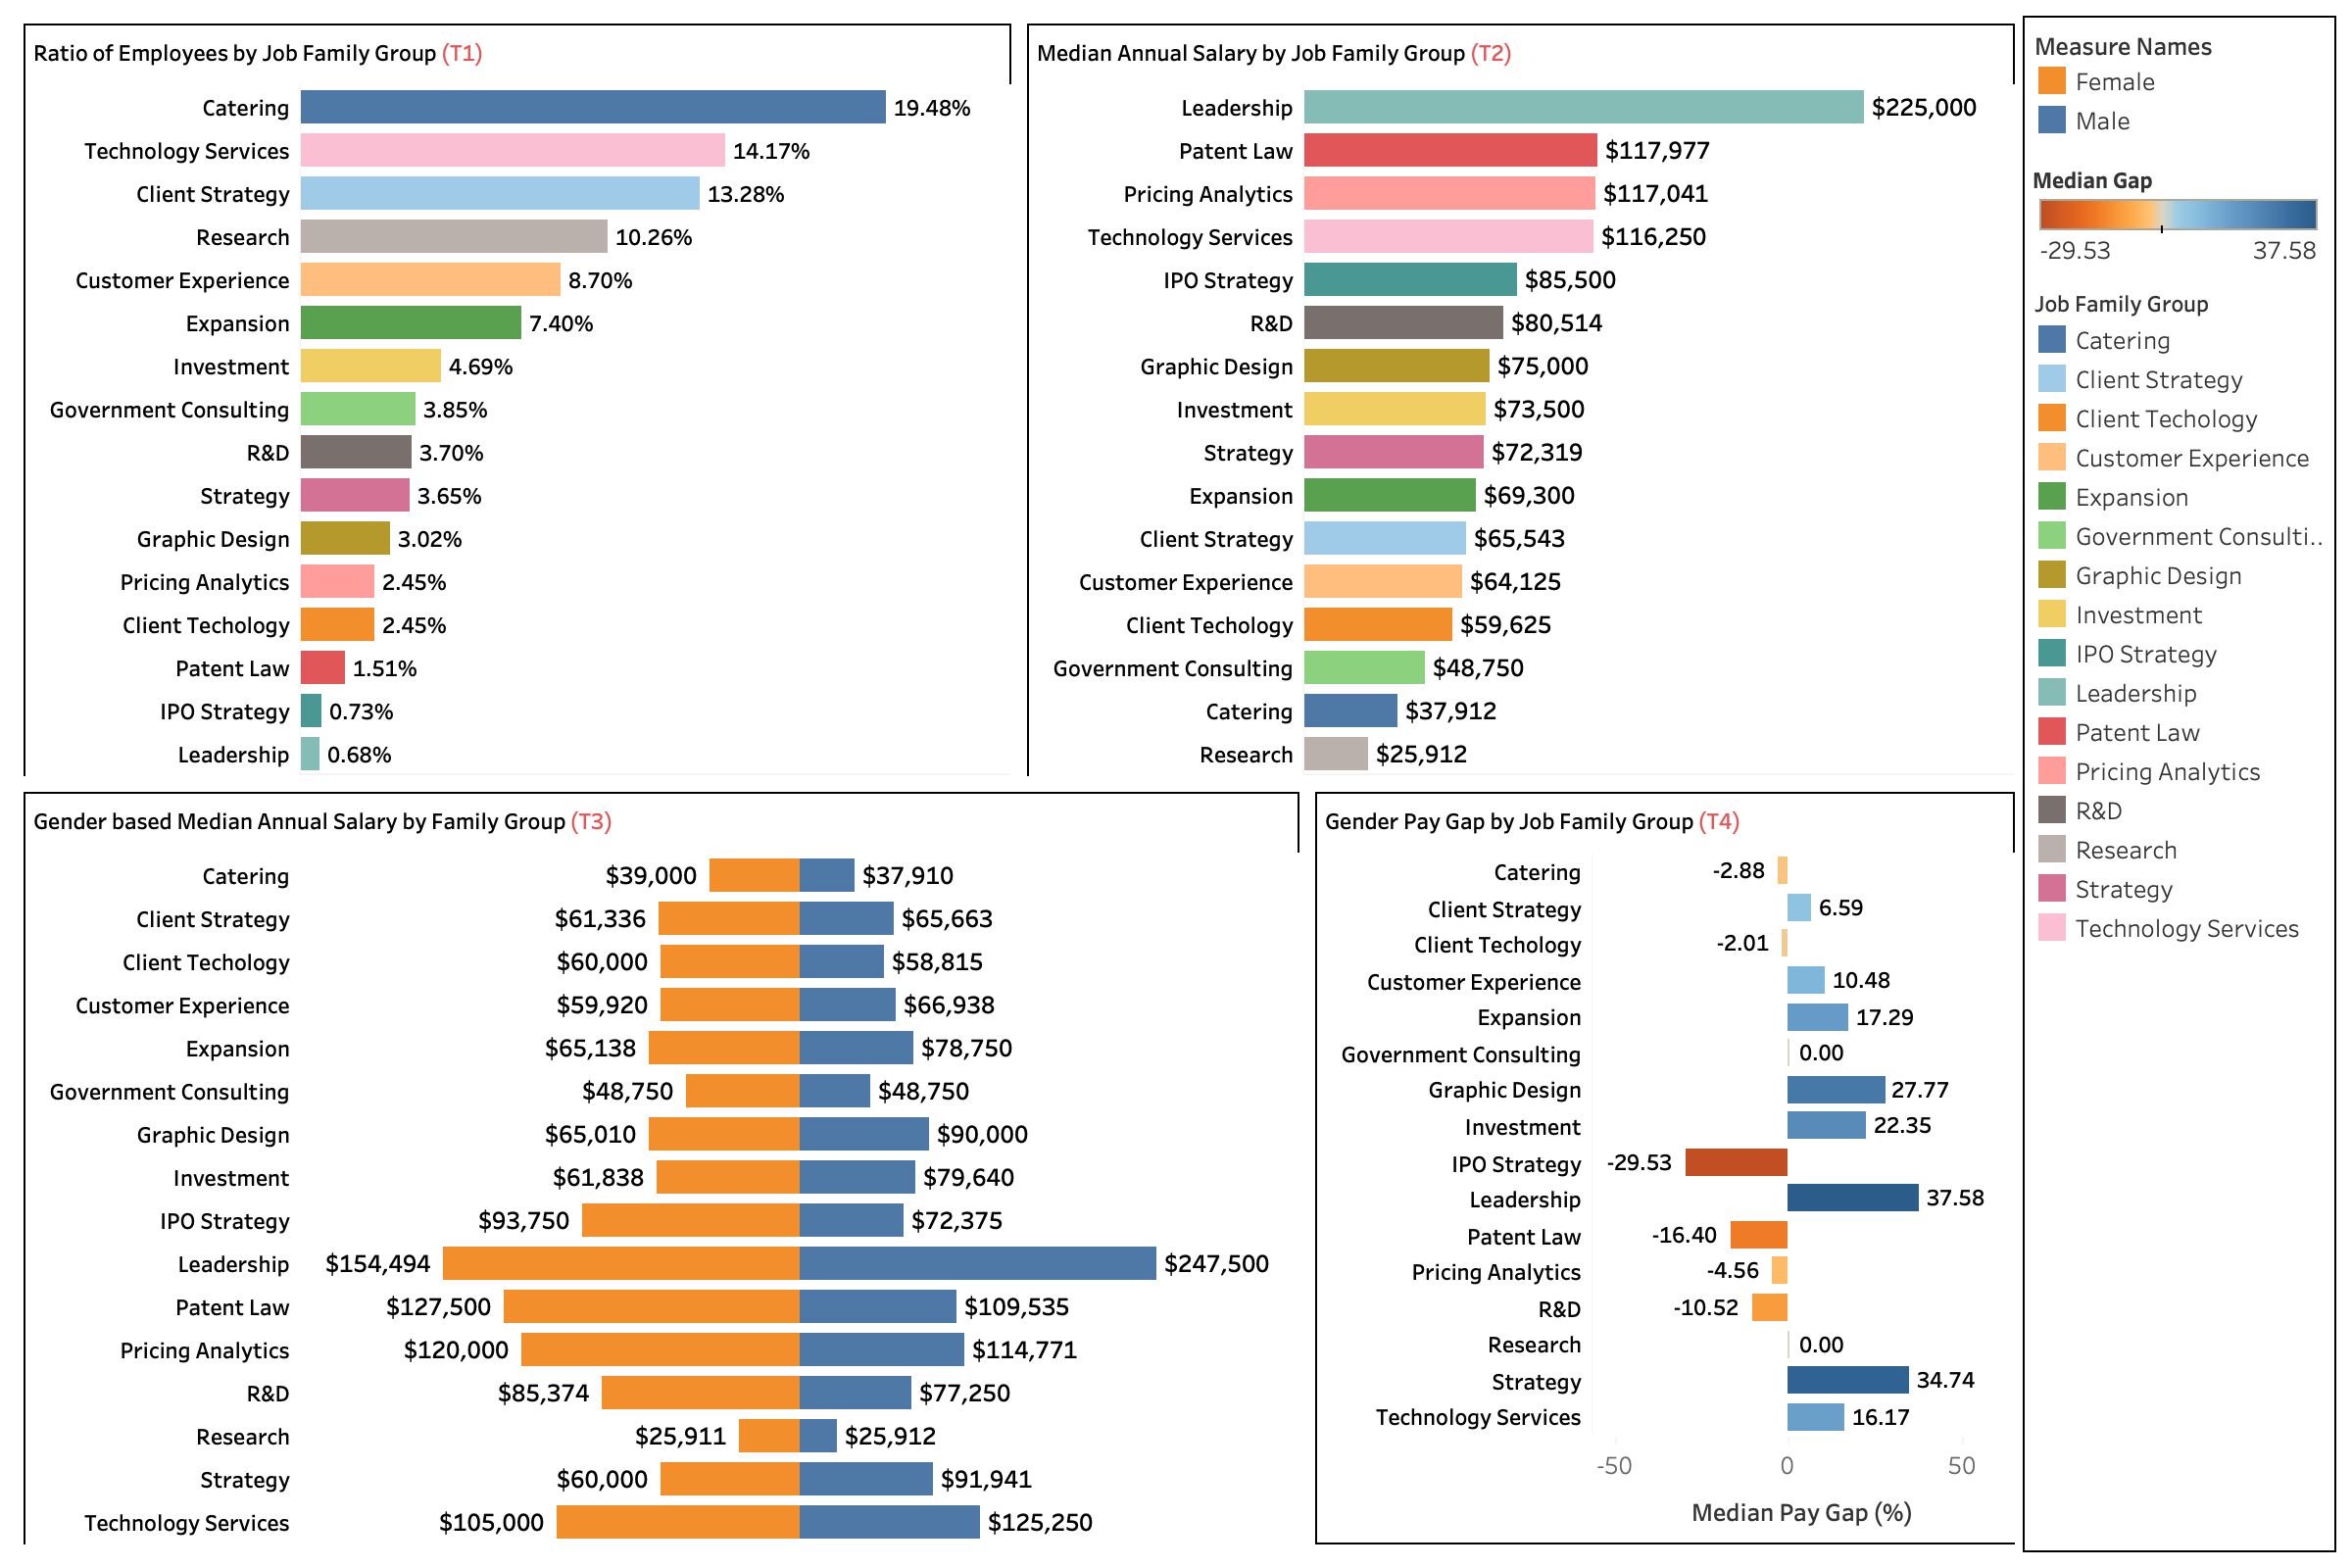 Ratio of Employees by Job Family Group (T1)
Catering 19.48%
Technology Services 14.17%
Client Strategy 13.28%
Research 10.26%
Customer Experience 8.70%
Expansion 7.40%
Investment 4.69%
Government Consulting 3.85%
R&D 3.70%
Strategy 3.65%
Graphic Design 3.02%
Pricing Analytics 2.45%
Client Techology 2.45%
Patent Law 1.51%
IPO Strategy 0.73%
Leadership 0.68%
Median Annual Salary by Job Family Group (T2)
Leadership $225,000
Patent Law $117,977
Pricing Analytics $117,041
Technology Services $116,250
IPO Strategy $85,500
R&D $80,514
Graphic Design $75,000
Investment $73,500
Strategy $72,319
Expansion $69,300
Client Strategy $65,543
Customer Experience $64,125
Client Techology $59,625
Government Consulting $48,750
Catering $37,912
Research $25,912
Gender based Median Annual Salary by Family Group (T3)
Catering $39,000 $37,910
Client Strategy $61,336 $65,663
Client Techology $60,000 $58,815
Customer Experience $59,920 $66,938
Expansion $65,138 $78,750
Government Consulting $48,750 $48,750
Graphic Design $65,010 $90,000
Investment $61,838 $79,640
IPO Strategy $93,750 $72,375
Leadership $154,494 $247,500
Patent Law $127,500 $109,535
Pricing Analytics $120,000 $114,771
R&D $85,374 $77,250
Research $25,911 $25,912
Strategy $60,000 $91,941
Technology Services $105,000 $125,250
Gender Pay Gap by Job Family Group (T4)
Catering -2.88
Client Strategy 6.59
Client Techology -2.01
Customer Experience 10.48
Expansion 17.29
Government Consulting 0.00
Graphic Design 27.77
Investment 22.35
IPO Strategy -29.53
Leadership 37.58
Patent Law -16.40
Pricing Analytics -4.56
R&D -10.52
Research 0.00
Strategy 34.74
Technology Services 16.17
-50 0 50
Median Pay Gap (%)
Measure Names
Female
Male
Median Gap
-29.53 37.58
Job Family Group
Catering
Client Strategy
Client Techology
Customer Experience
Expansion
Government Consulti..
Graphic Design
Investment
IPO Strategy
Leadership
Patent Law
Pricing Analytics
R&D
Research
Strategy
Technology Services